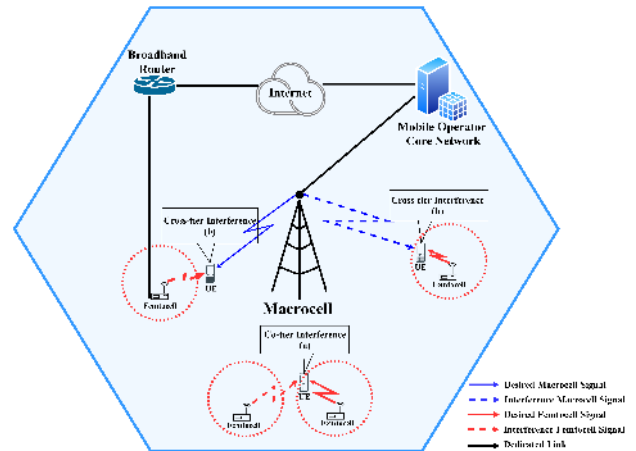 Broadband
Router
Internet
Mobile Operator
Core Network
Cross-tier Interference
(b)
Cross-tier Interference
UE
Femtocell
UE
Femtocell
Macrocell
Co-tier Interference
(a)
UE
Femtocell
Femtocell
Desired Macrocell Signal
Interference Macrocell Signal
Desired Femtocell Signal
Interference Femtocell Signal
Dedicated Link